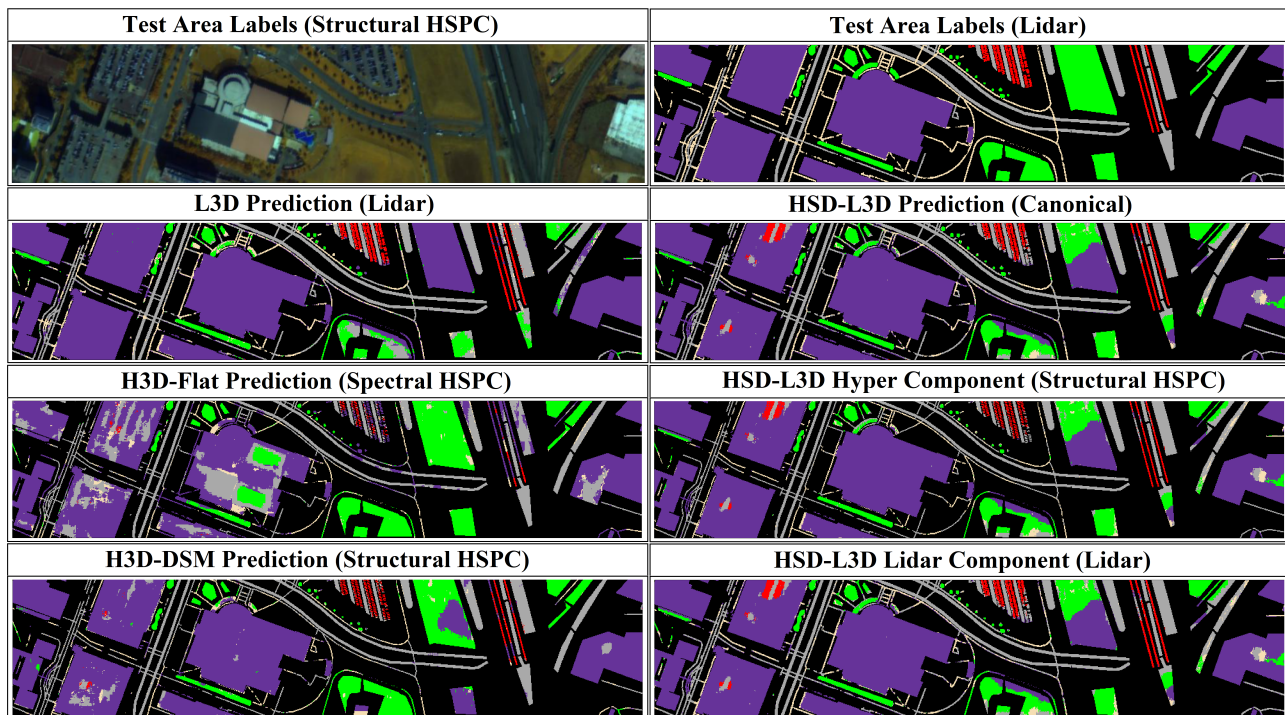 Test Area Labels (Structural HSPC)
Test Area Labels (Lidar)
L3D Prediction (Lidar)
HSD-L3D Prediction (Canonical)
H3D-Flat Prediction (Spectral HSPC)
HSD-L3D Hyper Component (Structural HSPC)
H3D-DSM Prediction (Structural HSPC)
HSD-L3D Lidar Component (Lidar)